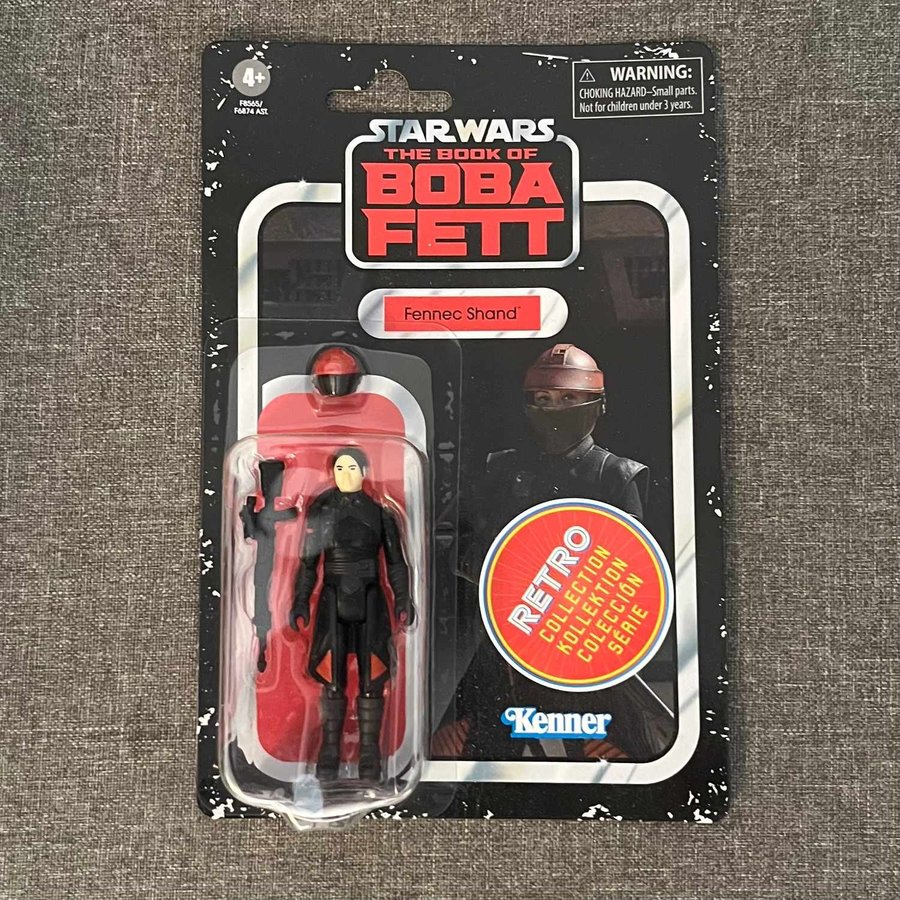 4+
F8565/
F6874 AST.
WARNING:
CHOKING HAZARD—Small parts.
Not for children under 3 years.
STAR WARS
THE BOOK OF
BOBA
FETT
Fennec Shand™
RETRO
COLLECTION
KOLLEKTION
COLECCIÓN
SÉRIE
Kenner